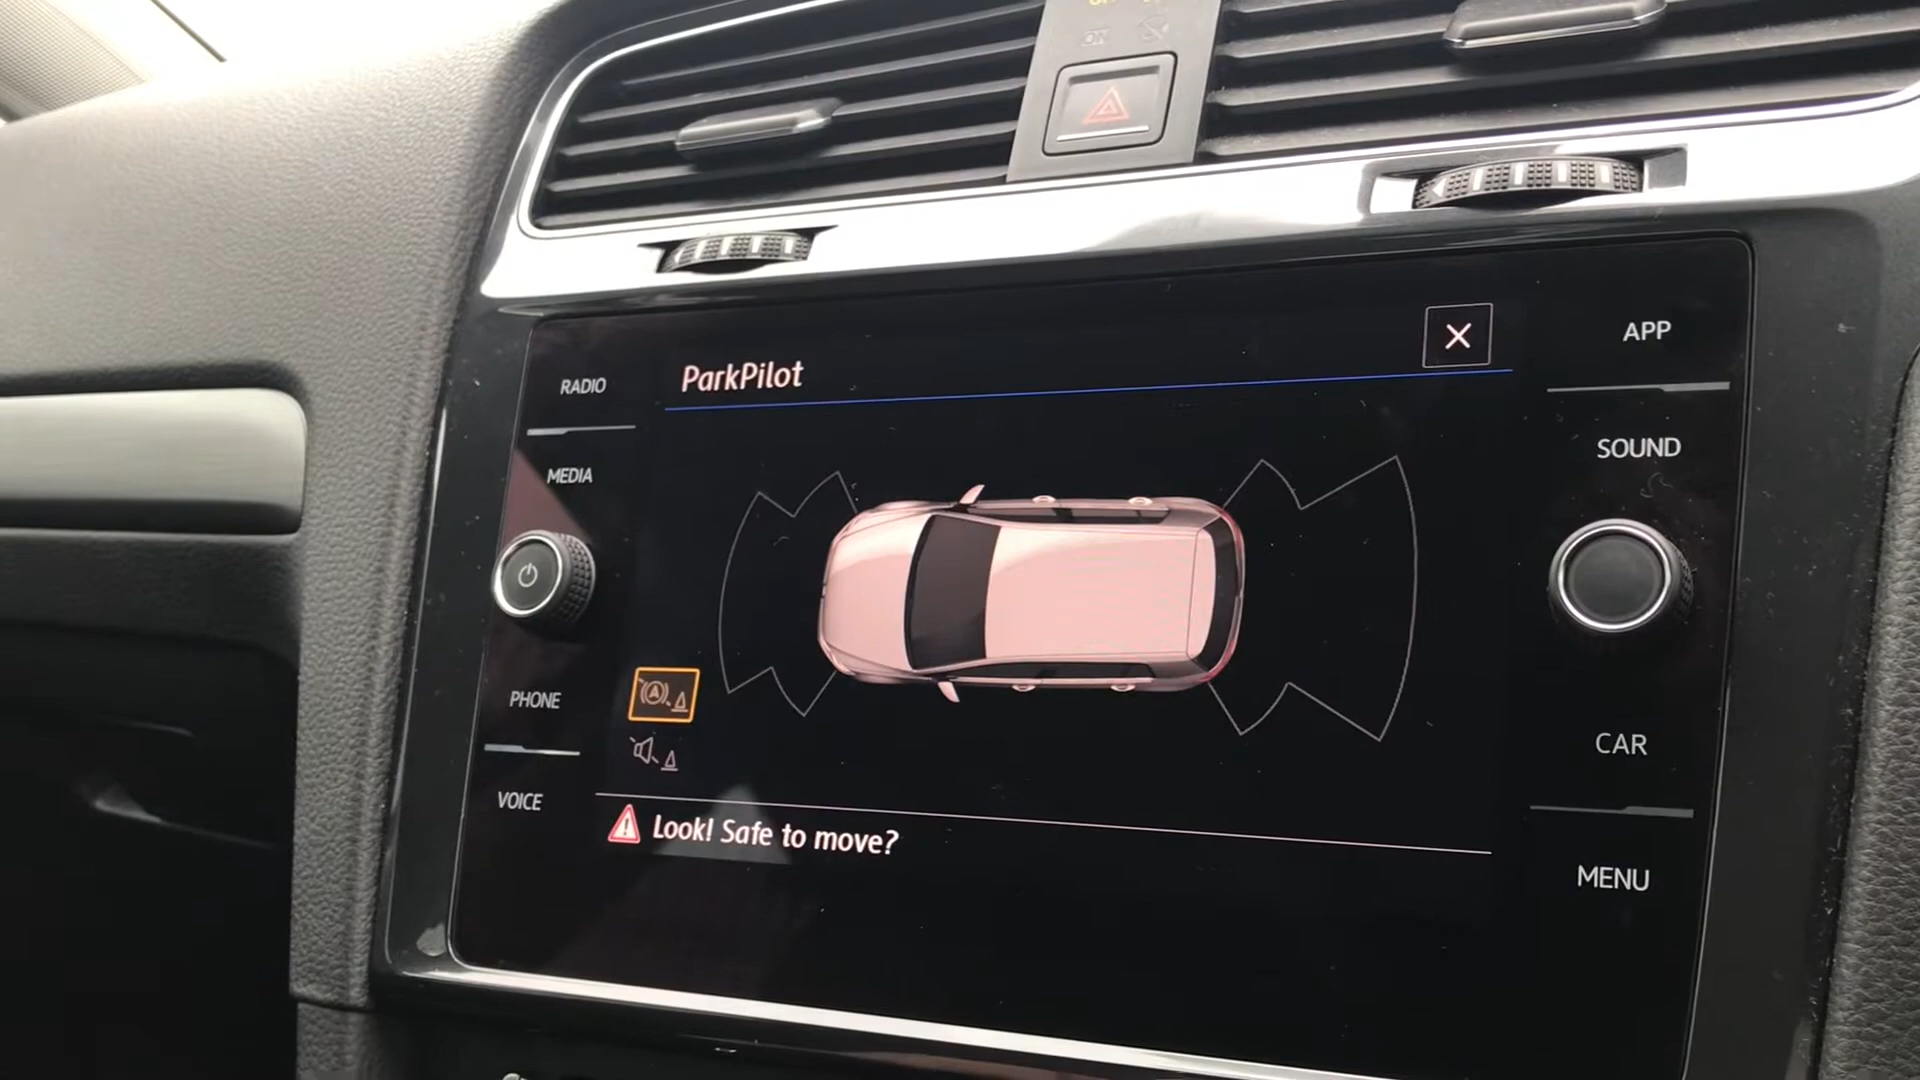 ParkPilot
APP
RADIO
SOUND
MEDIA
A
PHONE
CAR
VOICE
Look! Safe to move?
MENU